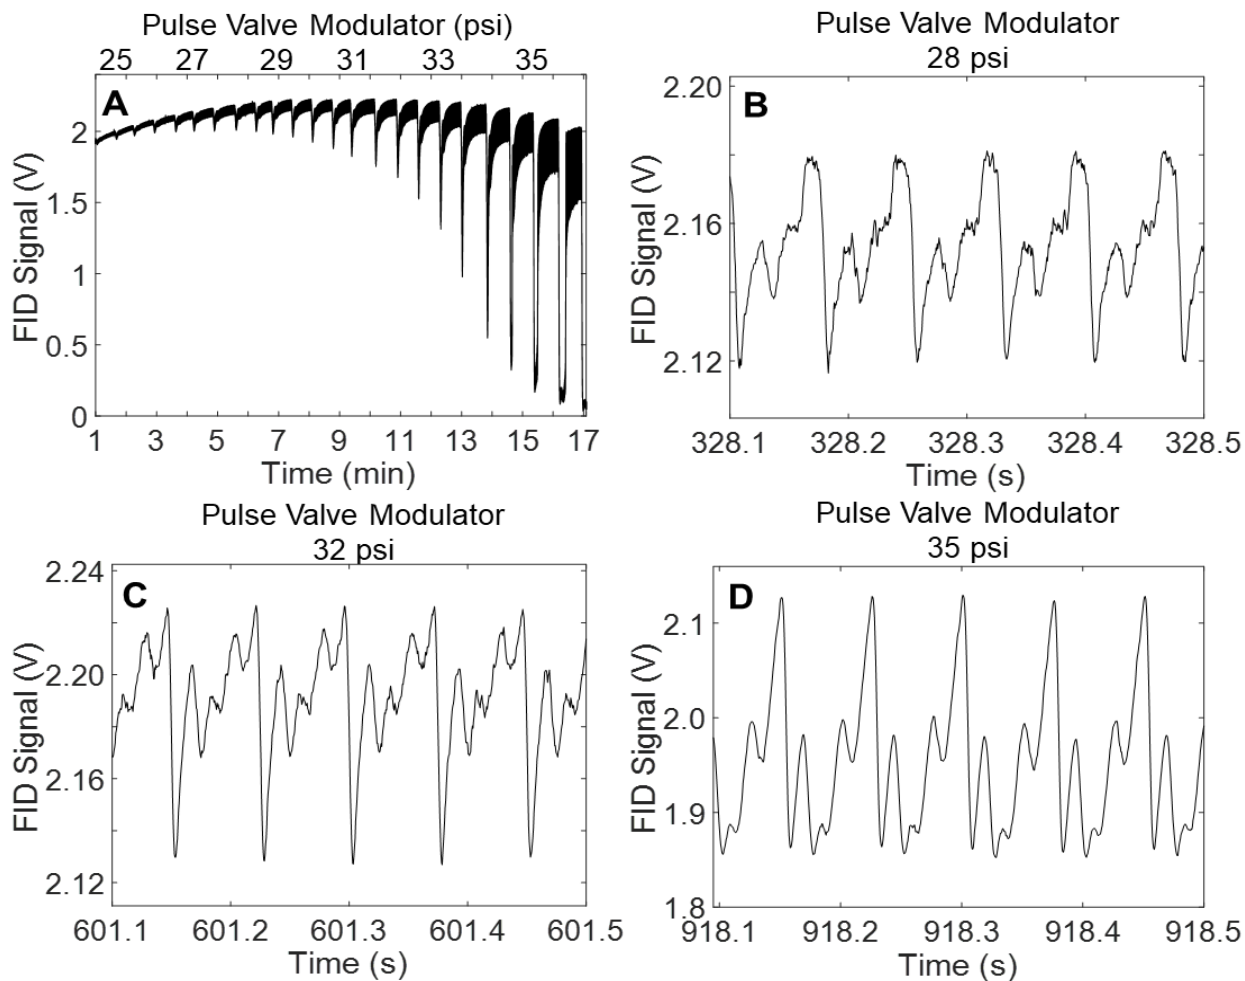 Pulse Valve Modulator (psi)
25 27 29 31 33 35
A
FID Signal (V)
2
1.5
1
0.5
0
1 3 5 7 9 11 13 15 17
Time (min)
Pulse Valve Modulator
28 psi
B
FID Signal (V)
2.20
2.16
2.12
328.1 328.2 328.3 328.4 328.5
Time (s)
Pulse Valve Modulator
32 psi
C
FID Signal (V)
2.24
2.20
2.16
2.12
601.1 601.2 601.3 601.4 601.5
Time (s)
Pulse Valve Modulator
35 psi
D
FID Signal (V)
2.1
2.0
1.9
1.8
918.1 918.2 918.3 918.4 918.5
Time (s)